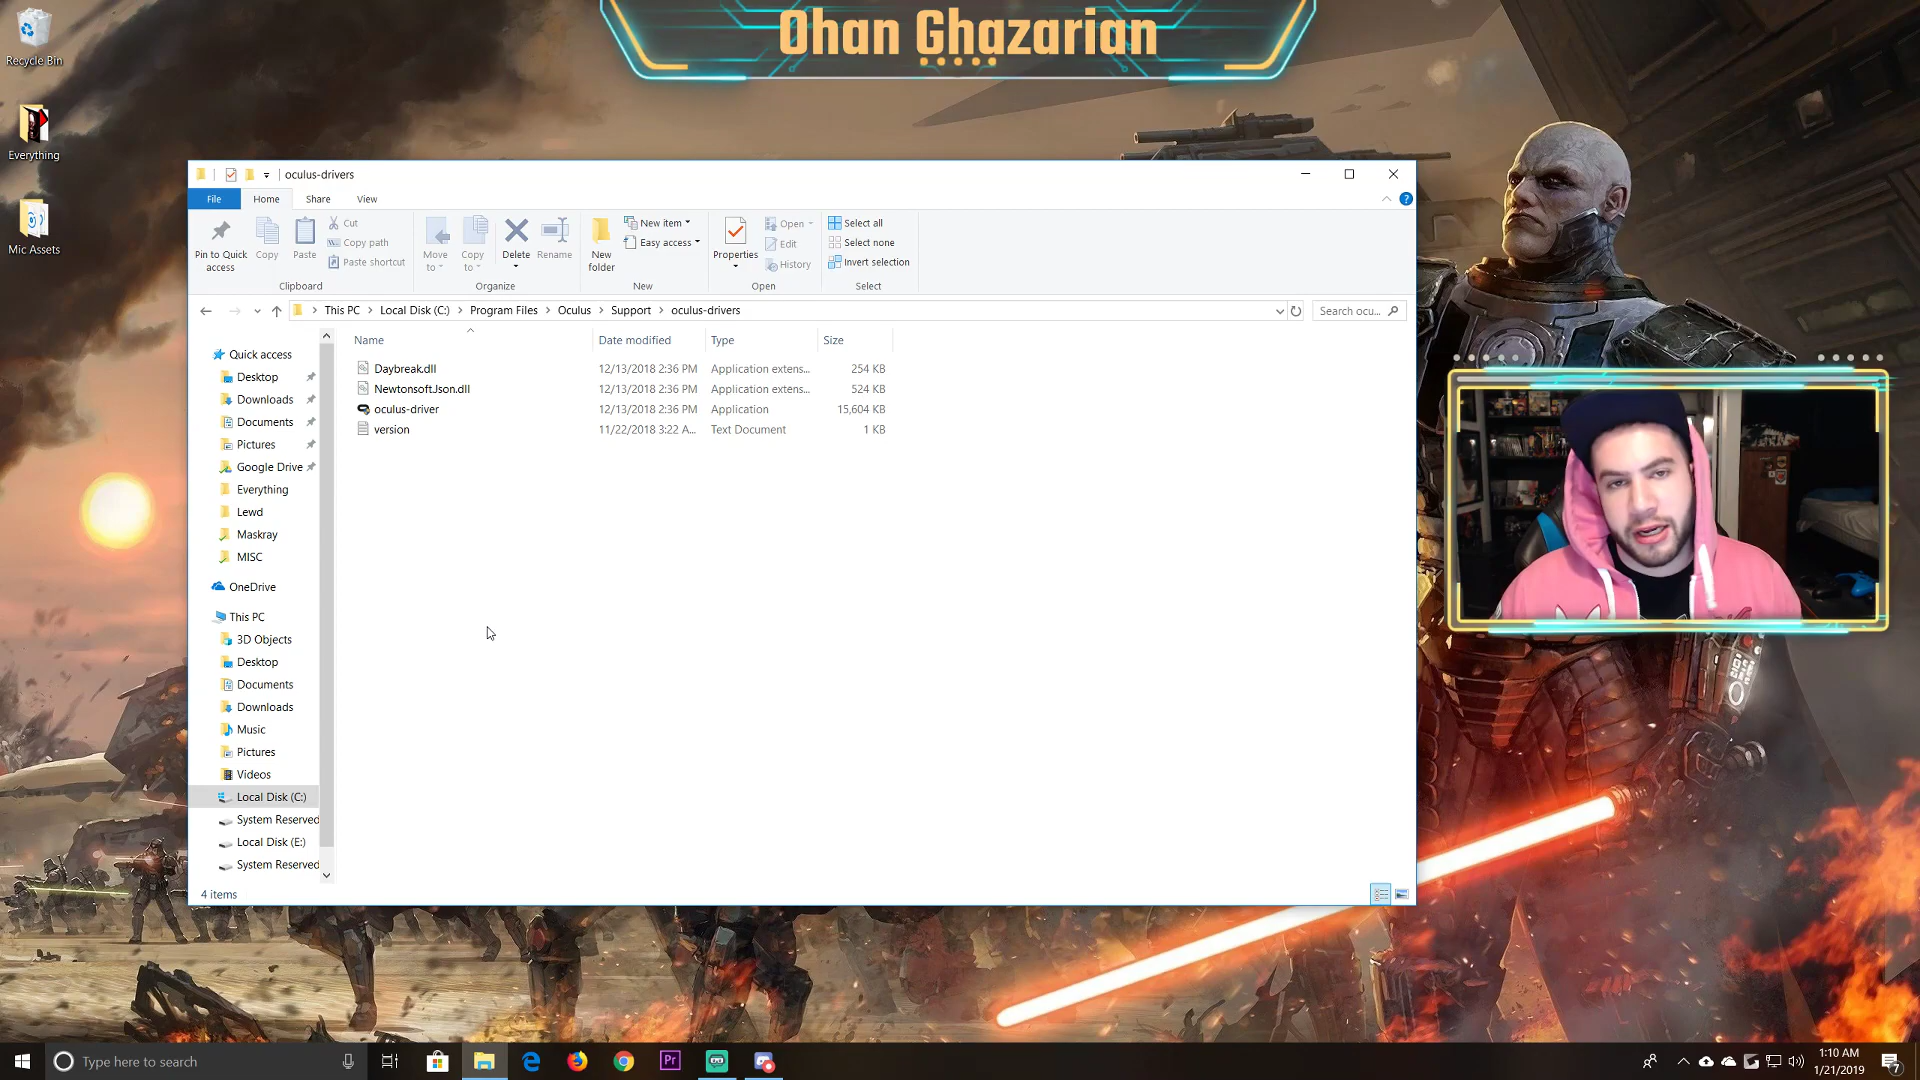 Ohan Ghazarian
Recycle Bin
Everything
Mic Assets
oculus-drivers
File Home Share View
Pin to Quick access
Copy
Paste
Cut
Copy path
Paste shortcut
Clipboard
Move to
Copy to
Delete
Rename
Organize
New folder
New item
Easy access
New
Properties
Open
Edit
History
Open
Select all
Select none
Invert selection
Select
This PC > Local Disk (C:) > Program Files > Oculus > Support > oculus-drivers
Search ocu...
Name Date modified Type Size
Daybreak.dll 12/13/2018 2:36 PM Application extens... 254 KB
Newtonsoft.Json.dll 12/13/2018 2:36 PM Application extens... 524 KB
oculus-driver 12/13/2018 2:36 PM Application 15,604 KB
version 11/22/2018 3:22 A... Text Document 1 KB
Quick access
Desktop
Downloads
Documents
Pictures
Google Drive
Everything
Lewd
Maskray
MISC
OneDrive
This PC
3D Objects
Desktop
Documents
Downloads
Music
Pictures
Videos
Local Disk (C:)
System Reserved
Local Disk (E:)
System Reserved
4 items
Type here to search
Pr
1:10 AM
1/21/2019
7